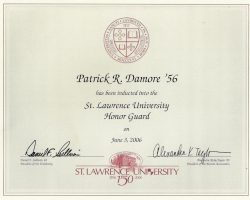 Patrick R. Damore '56
has been inducted into the
St. Lawrence University
Honor Guard
on
June 3, 2006
ST. LAWRENCE UNIVERSITY
150